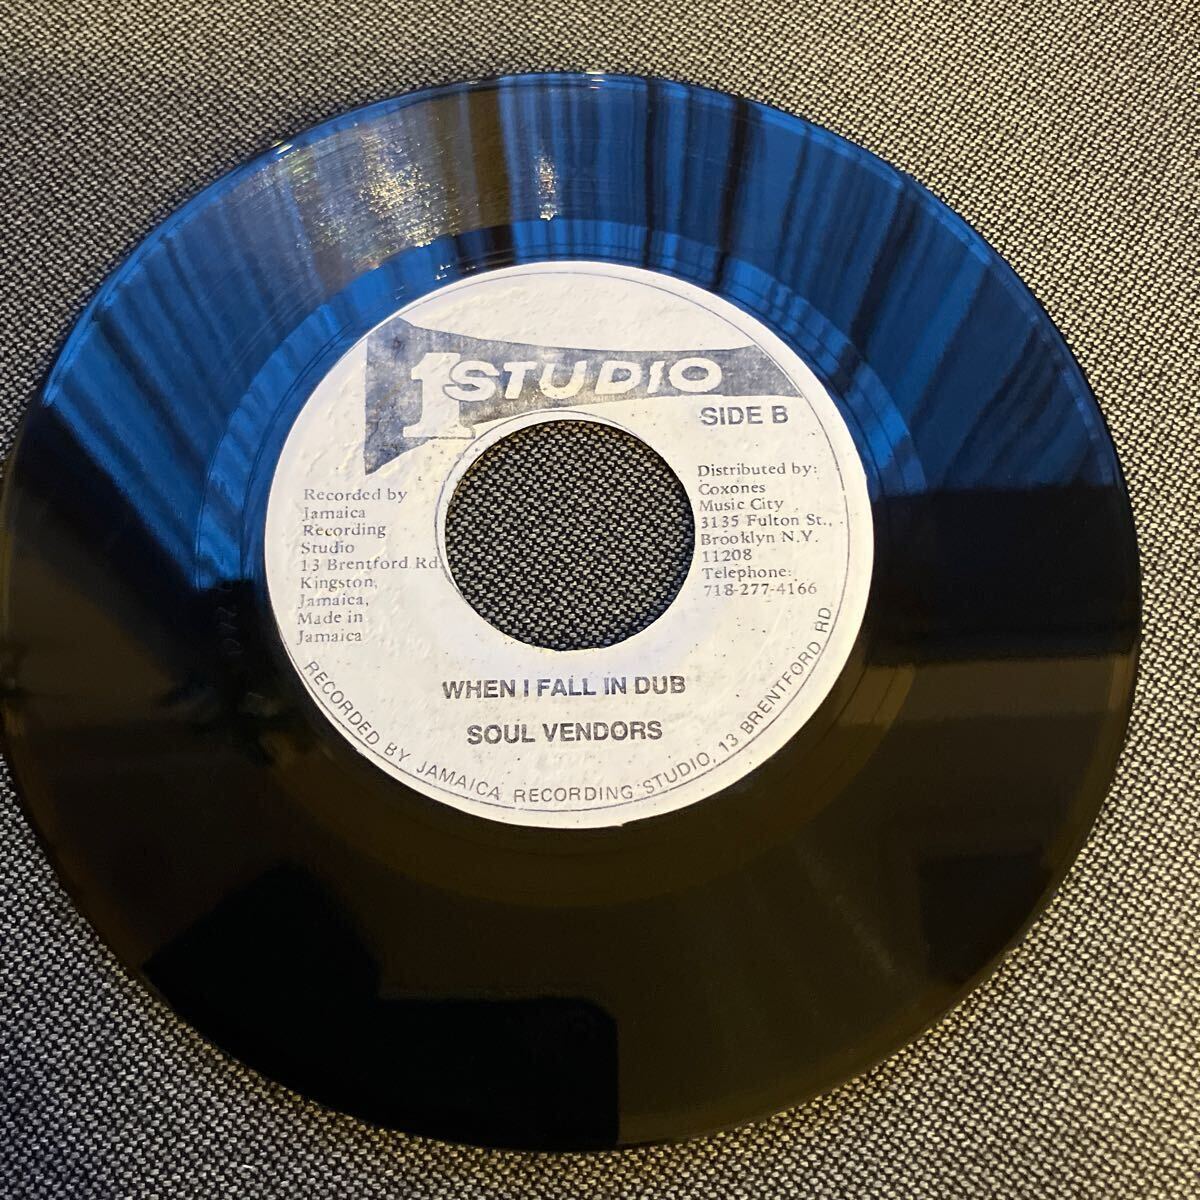 1 STUDIO
SIDE B
Recorded by
Jamaica
Recording
Studio
13 Brentford Rd.
Kingston,
Jamaica,
Made in
Jamaica
Distributed by:
Coxones
Music City
3135 Fulton St.,
Brooklyn N.Y.
11208
Telephone:
718-277-4166
WHEN I FALL IN DUB
SOUL VENDORS
RECORDED BY JAMAICA RECORDING STUDIO, 13 BRENTFORD RD.